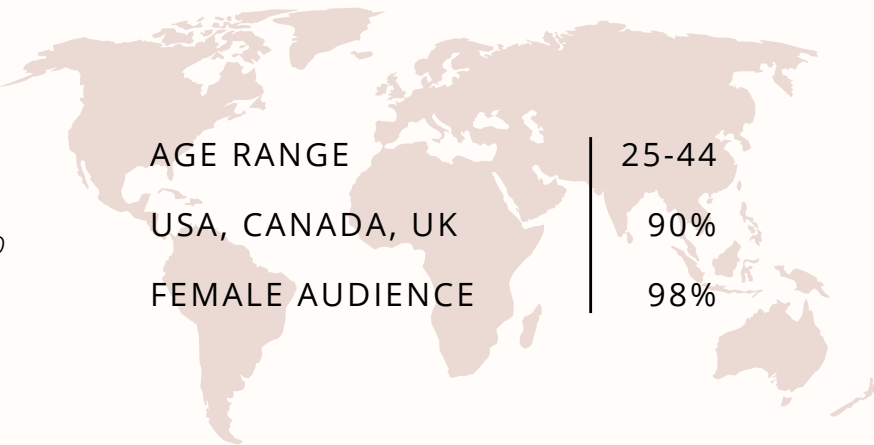 AGE RANGE 25-44
USA, CANADA, UK 90%
FEMALE AUDIENCE 98%